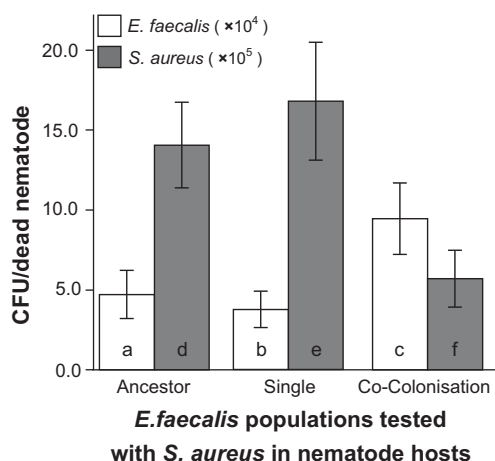 E. faecalis ( ×10⁴)
S. aureus ( ×10⁵)
CFU/dead nematode
20.0
15.0
10.0
5.0
0.0
a d b e c f
Ancestor Single Co-Colonisation
E.faecalis populations tested
with S. aureus in nematode hosts